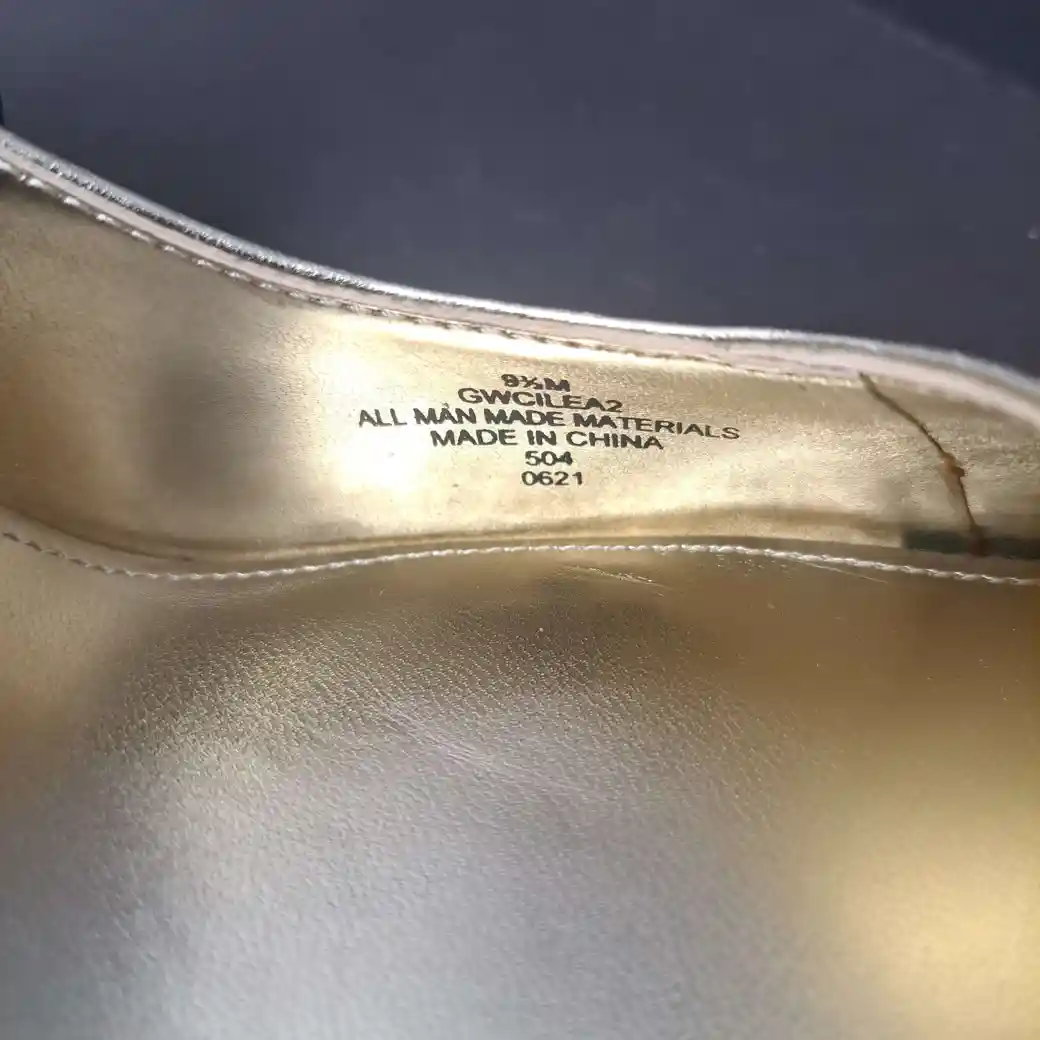 9½M
GWCILEA2
ALL MAN MADE MATERIALS
MADE IN CHINA
504
0621